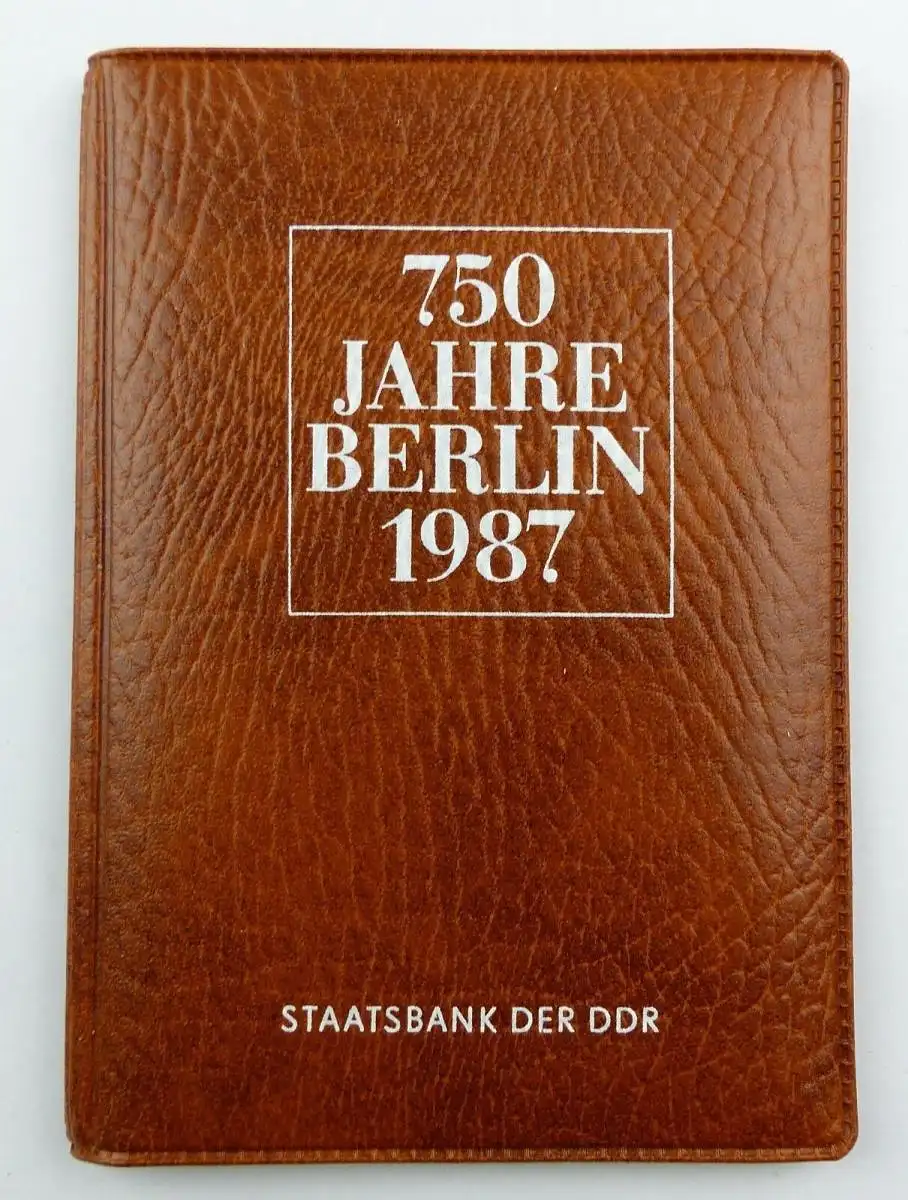 750
JAHRE
BERLIN
1987
STAATSBANK DER DDR